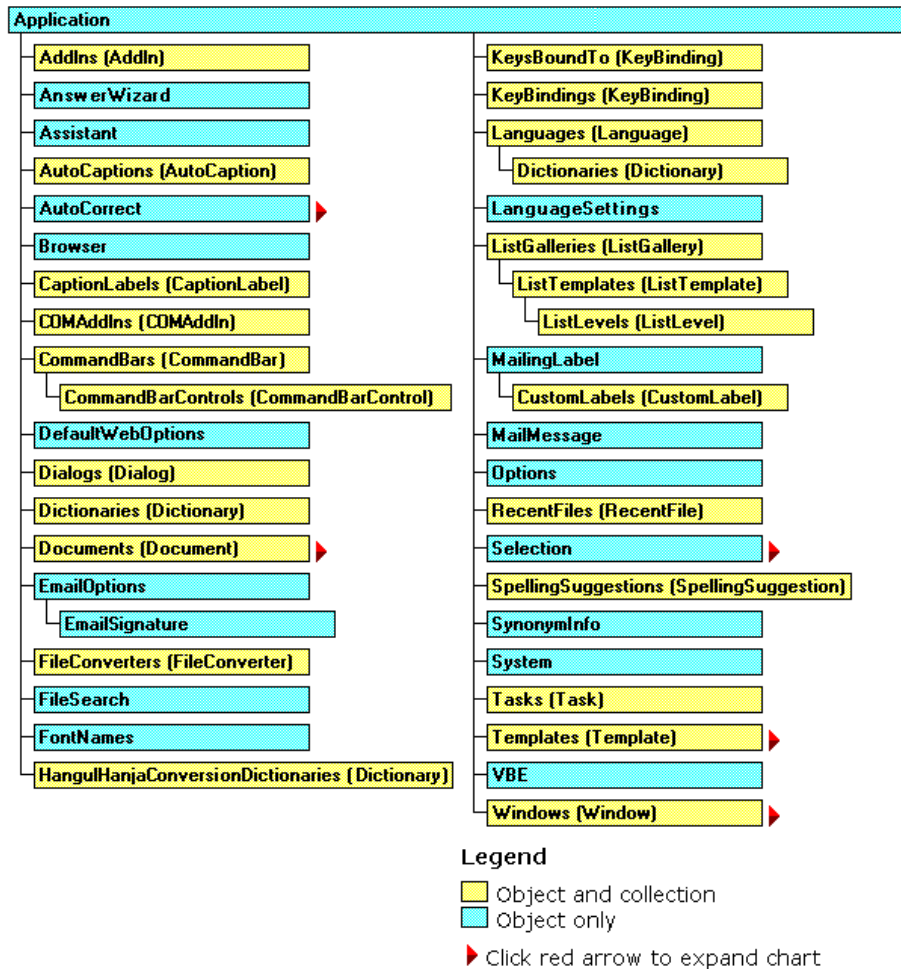 Application
AddIns (AddIn)
AnswerWizard
Assistant
AutoCaptions (AutoCaption)
AutoCorrect
Browser
CaptionLabels (CaptionLabel)
COMAddIns (COMAddIn)
CommandBars (CommandBar)
CommandBarControls (CommandBarControl)
DefaultWebOptions
Dialogs (Dialog)
Dictionaries (Dictionary)
Documents (Document)
EmailOptions
EmailSignature
FileConverters (FileConverter)
FileSearch
FontNames
HangulHanjaConversionDictionaries (Dictionary)
KeysBoundTo (KeyBinding)
KeyBindings (KeyBinding)
Languages (Language)
Dictionaries (Dictionary)
LanguageSettings
ListGalleries (ListGallery)
ListTemplates (ListTemplate)
ListLevels (ListLevel)
MailingLabel
CustomLabels (CustomLabel)
MailMessage
Options
RecentFiles (RecentFile)
Selection
SpellingSuggestions (SpellingSuggestion)
SynonymInfo
System
Tasks (Task)
Templates (Template)
VBE
Windows (Window)
Legend
Object and collection
Object only
Click red arrow to expand chart